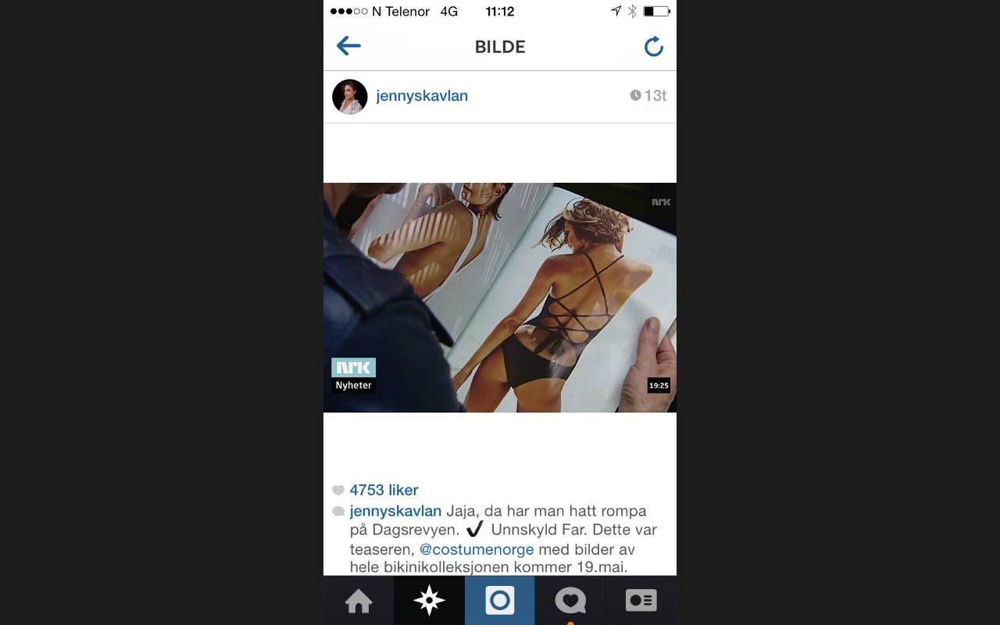 N Telenor 4G 11:12
BILDE
jennyskavlan 13t
nrk
nrk
Nyheter
19:25
4753 liker
jennyskavlan Jaja, da har man hatt rompa
på Dagsrevyen. ✔ Unnskyld Far. Dette var
teaseren, @costumenorge med bilder av
hele bikinikolleksjonen kommer 19.mai.